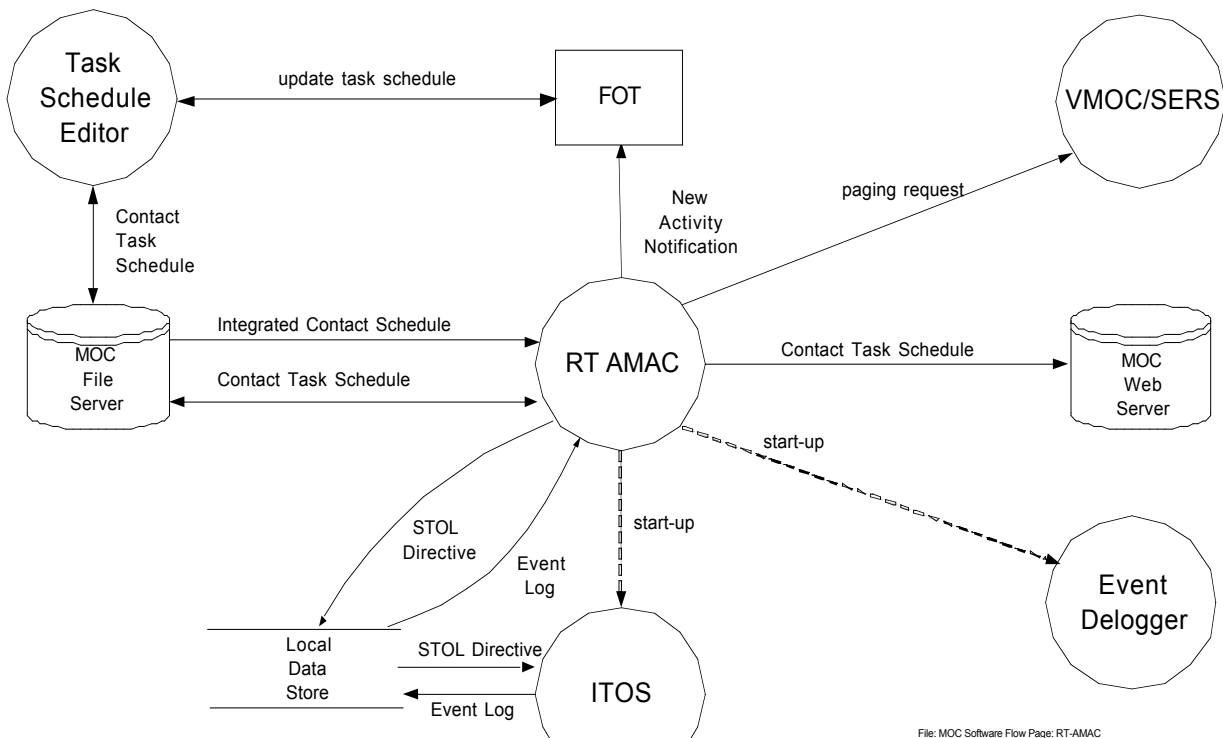 Task
Schedule
Editor
update task schedule
FOT
VMOC/SERS
Contact
Task
Schedule
New
Activity
Notification
paging request
MOC
File
Server
Integrated Contact Schedule
Contact Task Schedule
RT AMAC
Contact Task Schedule
MOC
Web
Server
start-up
STOL
Directive
Event
Log
start-up
Event
Delogger
Local
Data
Store
STOL Directive
Event Log
ITOS
File: MOC Software Flow Page: RT-AMAC